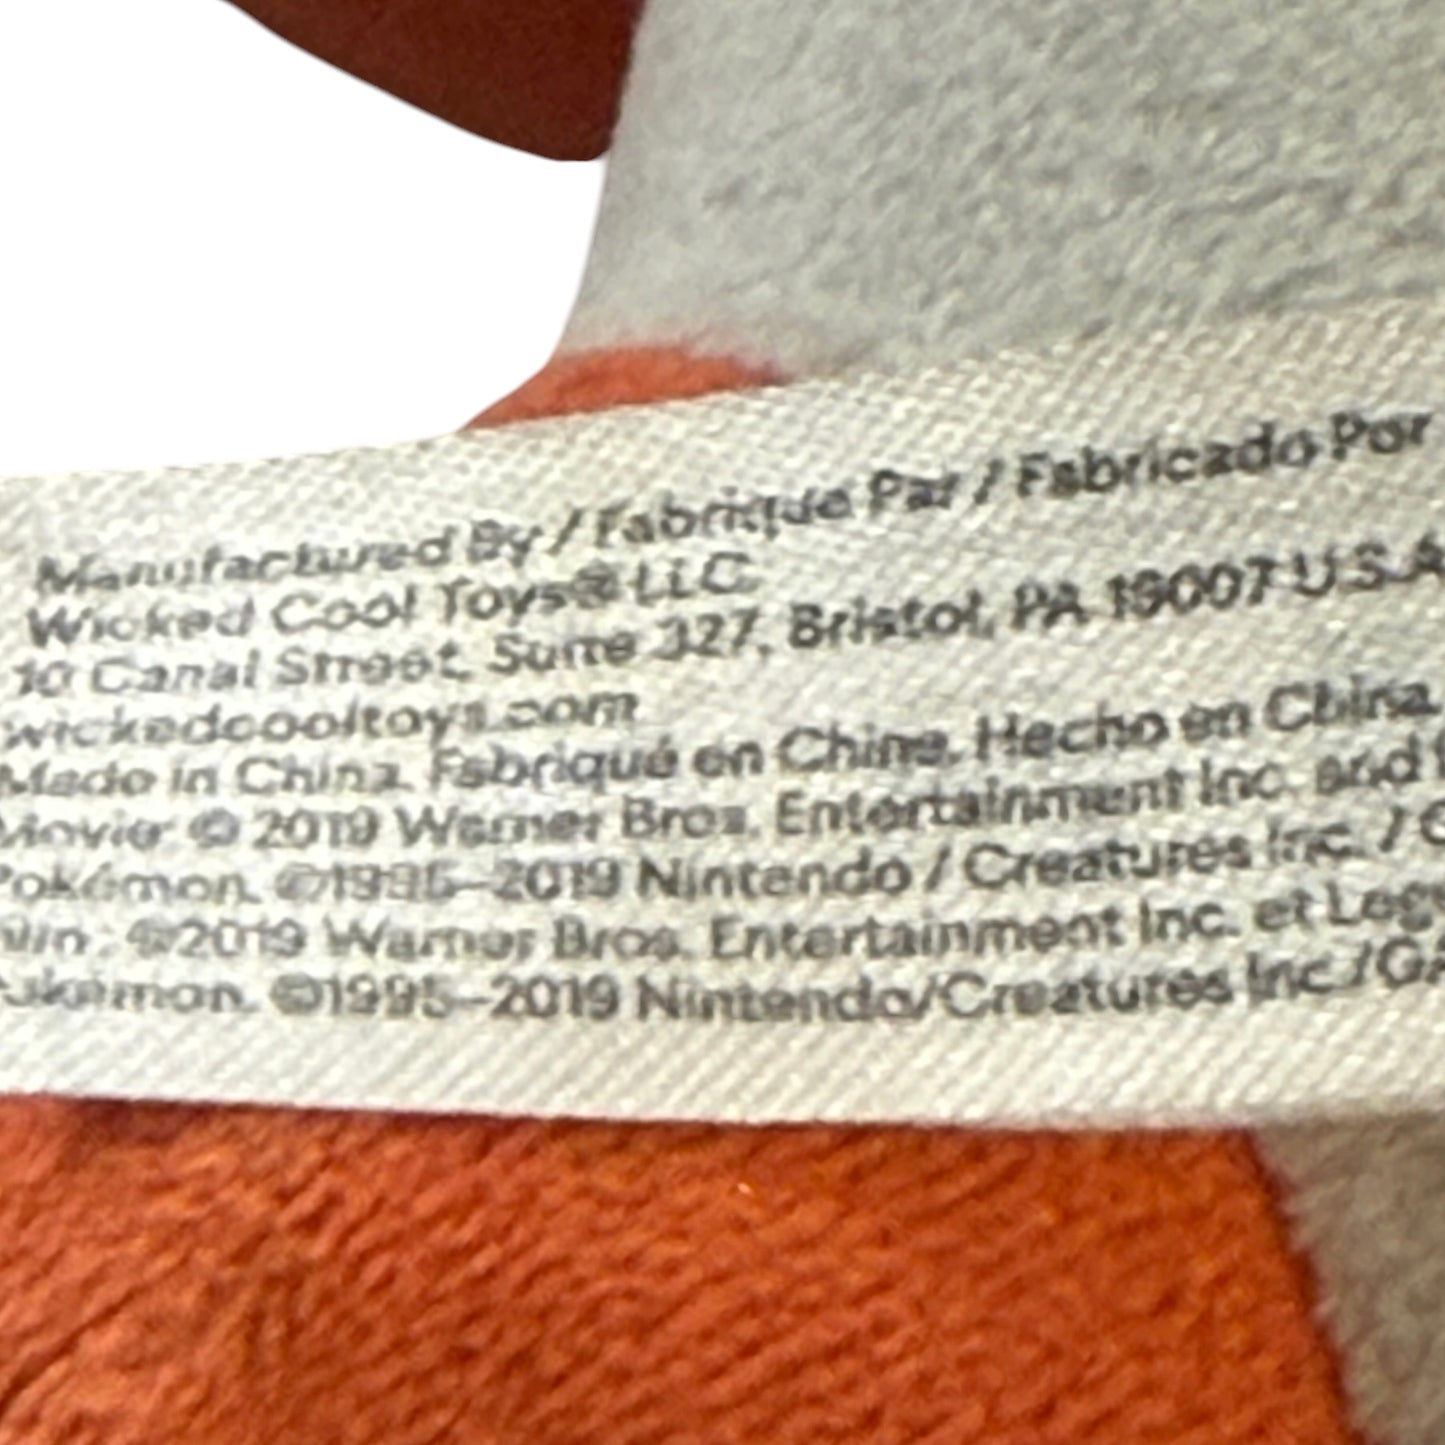 Manufactured By / Fabrique Par / Fabricado Por
Wicked Cool Toys® LLC
10 Canal Street, Suite 327, Bristol, PA 19007 U.S.A
wickedcooltoys.com
Made in China. Fabriqué en Chine. Hecho en China.
Movie © 2019 Warner Bros. Entertainment Inc. and
Pokémon. ©1995–2019 Nintendo / Creatures Inc. /
©2019 Warner Bros. Entertainment Inc. et
Pokémon. ©1995–2019 Nintendo/Creatures Inc./GA